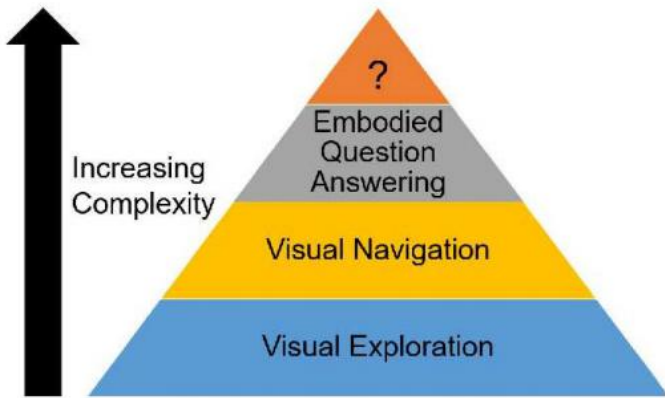 ?
Embodied
Question
Answering
Increasing
Complexity
Visual Navigation
Visual Exploration